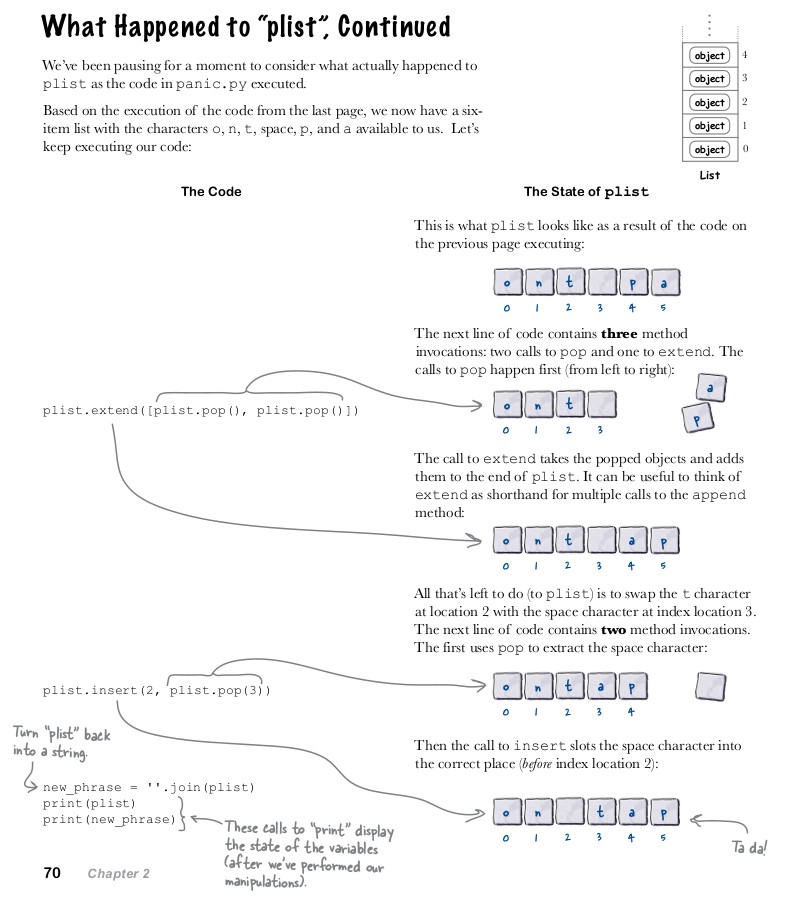 What Happened to “plist”, Continued
We’ve been pausing for a moment to consider what actually happened to
plist as the code in panic.py executed.
Based on the execution of the code from the last page, we now have a six-
item list with the characters o, n, t, space, p, and a available to us. Let’s
keep executing our code:
object 4
object 3
object 2
object 1
object 0
List
The Code
The State of plist
This is what plist looks like as a result of the code on
the previous page executing:
o n t p a
0 1 2 3 4 5
The next line of code contains three method
invocations: two calls to pop and one to extend. The
calls to pop happen first (from left to right):
plist.extend([plist.pop(), plist.pop()])
o n t
0 1 2 3
a
p
The call to extend takes the popped objects and adds
them to the end of plist. It can be useful to think of
extend as shorthand for multiple calls to the append
method:
o n t a p
0 1 2 3 4 5
All that’s left to do (to plist) is to swap the t character
at location 2 with the space character at index location 3.
The next line of code contains two method invocations.
The first uses pop to extract the space character:
plist.insert(2, plist.pop(3))
o n t a p
0 1 2 3 4
Turn “plist” back
into a string.
Then the call to insert slots the space character into
the correct place (before index location 2):
new_phrase = ''.join(plist)
print(plist)
print(new_phrase)
These calls to “print” display
the state of the variables
(after we’ve performed our
manipulations).
o n t a p
0 1 2 3 4 5
Ta da!
70 Chapter 2